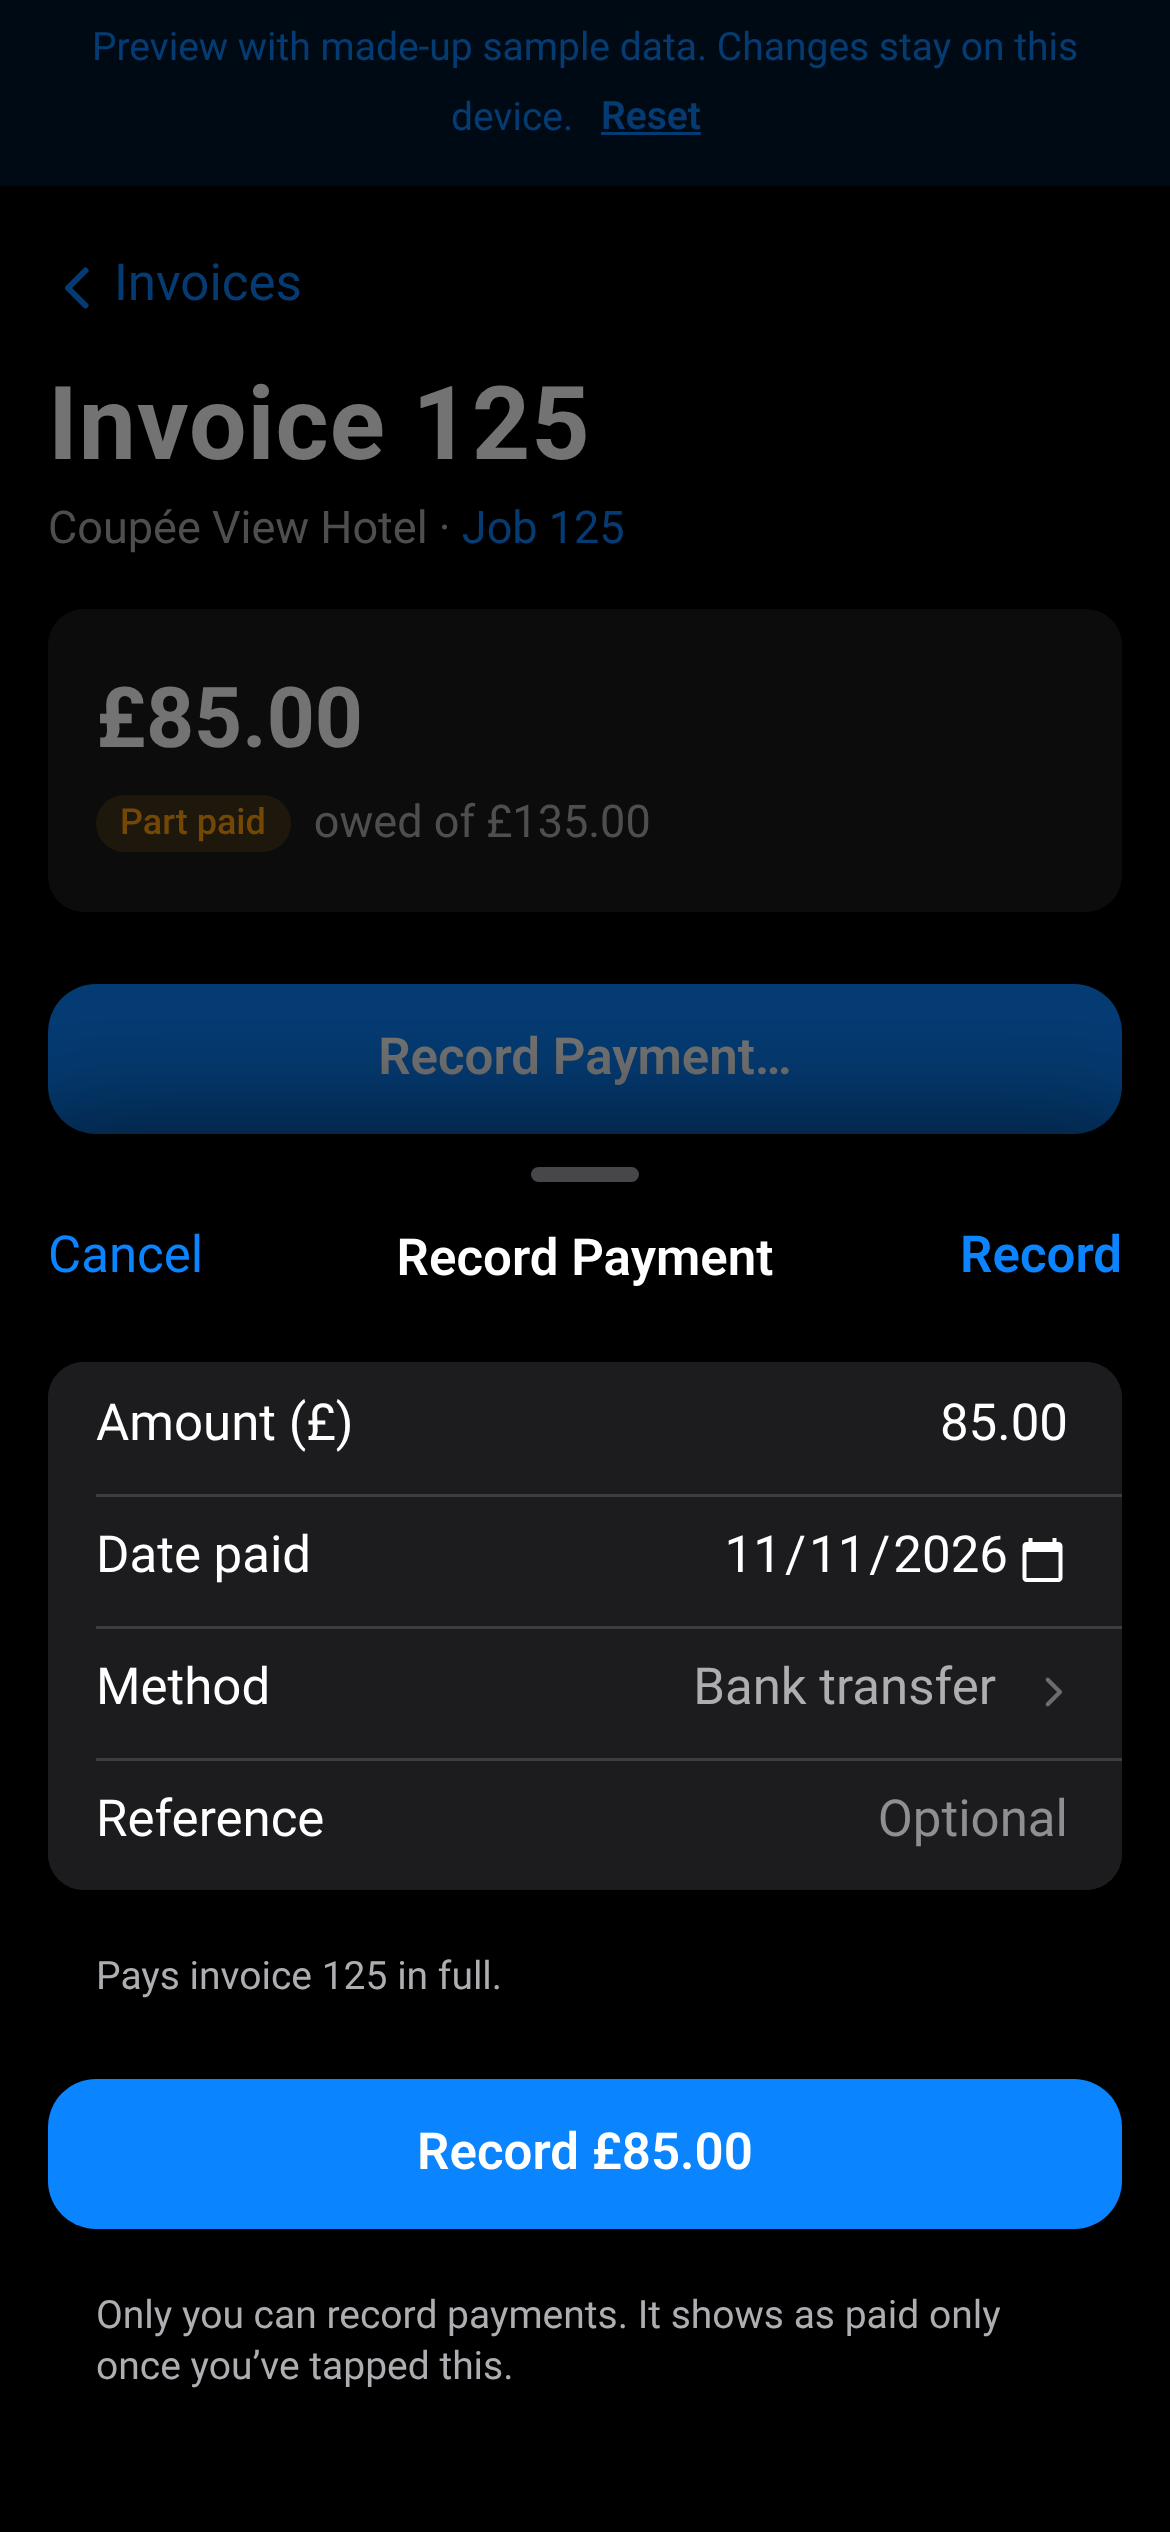 Preview with made-up sample data. Changes stay on this
device. Reset
Invoices
Invoice 125
Coupée View Hotel · Job 125
£85.00
Part paid owed of £135.00
Record Payment…
Cancel Record Payment Record
Amount (£) 85.00
Date paid 11/11/2026
Method Bank transfer
Reference Optional
Pays invoice 125 in full.
Record £85.00
Only you can record payments. It shows as paid only
once you’ve tapped this.